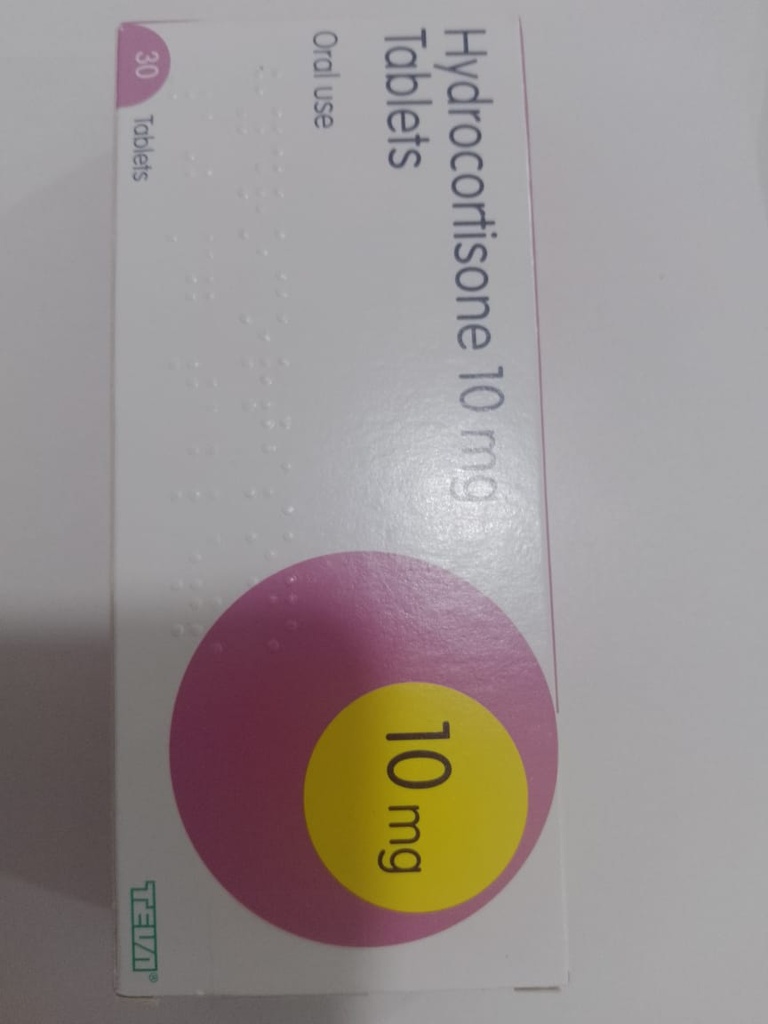 Hydrocortisone 10 mg
Tablets
Oral use
30 Tablets
10 mg
TEVA®